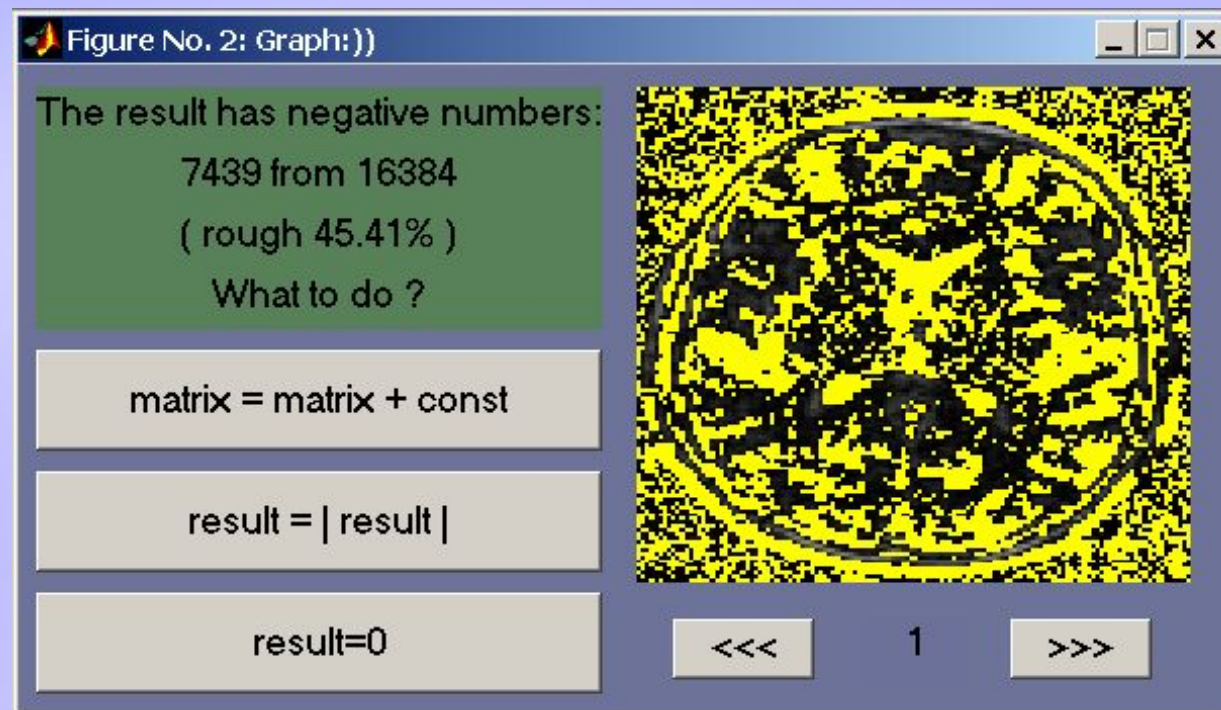 Figure No. 2: Graph:))
The result has negative numbers:
7439 from 16384
( rough 45.41% )
What to do ?
matrix = matrix + const
result = | result |
result=0
<<< 1 >>>